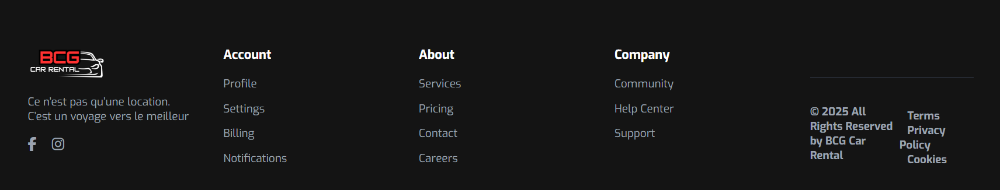 BCG
CAR RENTAL
Ce n'est pas qu'une location.
C'est un voyage vers le meilleur
Account
Profile
Settings
Billing
Notifications
About
Services
Pricing
Contact
Careers
Company
Community
Help Center
Support
© 2025 All
Rights Reserved
by BCG Car
Rental
Terms
Privacy
Policy
Cookies